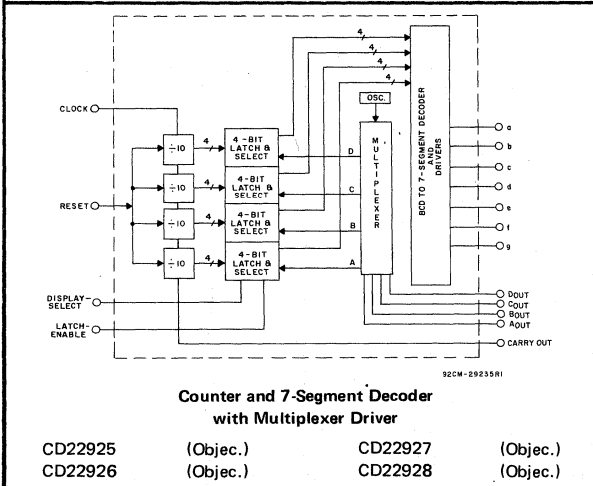 4
4
4
4
CLOCK
OSC.
÷10
4
4-BIT
LATCH &
SELECT
D
÷10
4
4-BIT
LATCH &
SELECT
C
RESET
÷10
4
4-BIT
LATCH &
SELECT
B
÷10
4
4-BIT
LATCH &
SELECT
A
MULTIPLEXER
BCD TO 7-SEGMENT DECODER
AND
DRIVERS
a
b
c
d
e
f
g
DISPLAY-
SELECT
LATCH-
ENABLE
DOUT
COUT
BOUT
AOUT
CARRY OUT
92CM-29235R1
Counter and 7-Segment Decoder
with Multiplexer Driver
CD22925 (Objec.) CD22927 (Objec.)
CD22926 (Objec.) CD22928 (Objec.)